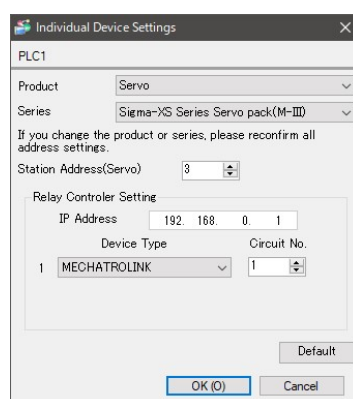 Individual Device Settings
PLC1
Product Servo
Series Sigma-XS Series Servo pack(M-III)
If you change the product or series, please reconfirm all
address settings.
Station Address(Servo) 3
Relay Controler Setting
IP Address 192. 168. 0. 1
Device Type Circuit No.
1 MECHATROLINK 1
Default
OK (O) Cancel